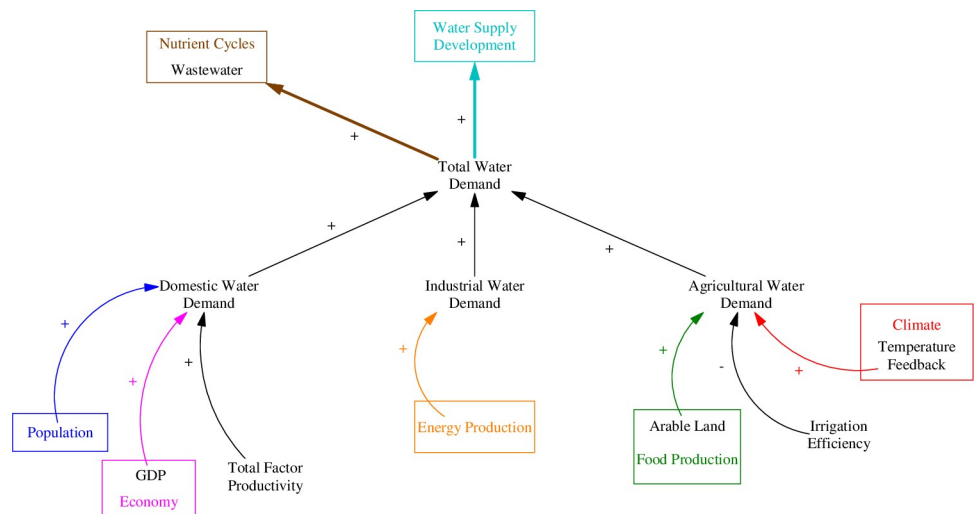 Nutrient Cycles
Wastewater
Water Supply
Development
+
+
Total Water
Demand
+
+
+
Domestic Water
Demand
Industrial Water
Demand
Agricultural Water
Demand
Climate
Temperature
Feedback
+
+
+
+
+
-
+
Population
GDP
Economy
Total Factor
Productivity
Energy Production
Arable Land
Food Production
Irrigation
Efficiency